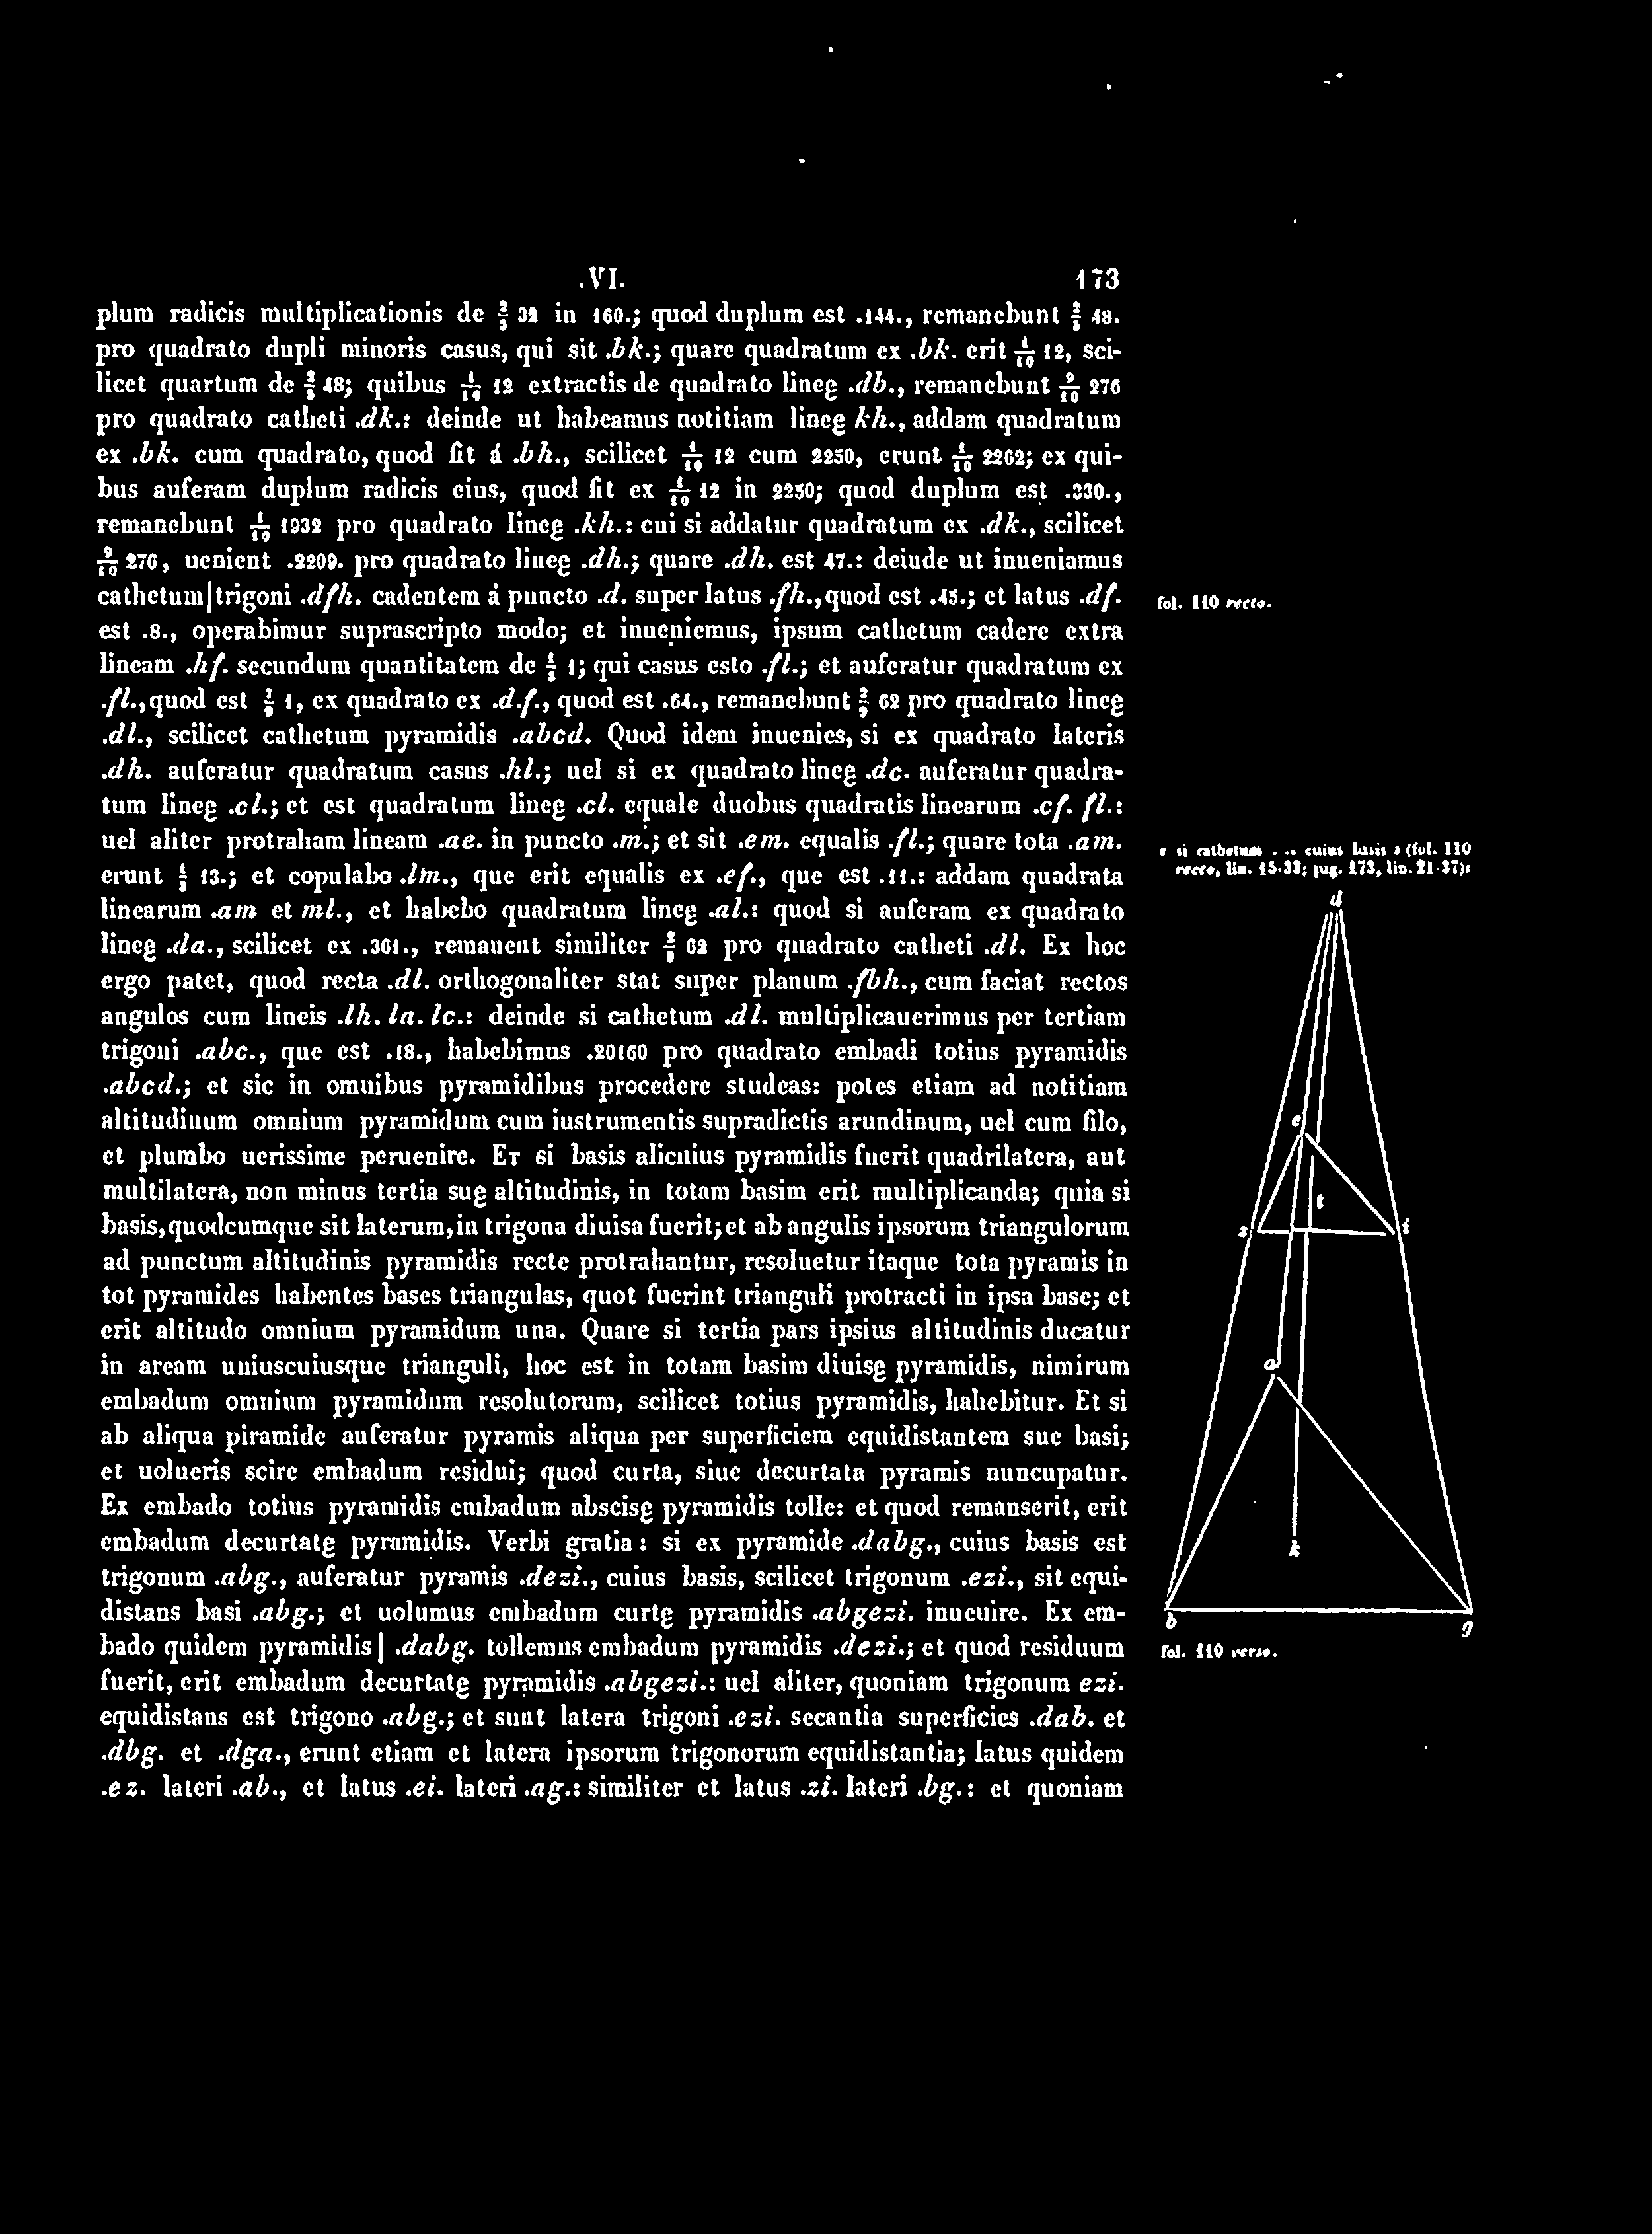 .VI. 173
plum radicis multiplicationis de 2/5 32 in 160.; quod duplum est .144., remanebunt 2/5 48.
pro quadrato dupli minoris casus, qui sit .bk.; quare quadratum ex .bk. erit 1/10 12, sci-
licet quartum de 2/5 48; quibus 1/10 12 extractis de quadrato lineę .db., remanebunt 9/10 276
pro quadrato catheti .dk.: deinde ut habeamus notitiam lineę kh., addam quadratum
ex .bk. cum quadrato, quod fit á .bh., scilicet 1/10 12 cum 2250, erunt 1/10 2262; ex qui-
bus auferam duplum radicis eius, quod fit ex 1/10 12 in 2250; quod duplum est .330.,
remanebunt 1/10 1932 pro quadrato lineę .kh.: cui si addatur quadratum ex .dk., scilicet
9/10 276, uenient .2209. pro quadrato lineę .dh.; quare .dh. est 47.: deinde ut inueniamus
cathetum|trigoni .dfh. cadentem á puncto .d. super latus .fh.,quod est .45.; et latus .df.
fol. 110 recto.
est .8., operabimur suprascripto modo; et inueniemus, ipsum cathetum cadere extra
lineam .hf. secundum quantitatem de 1/3 1; qui casus esto .fl.; et auferatur quadratum ex
.fl.,quod est 7/9 1, ex quadrato ex .d.f., quod est .64., remanebunt 2/9 62 pro quadrato lineę
.dl., scilicet cathetum pyramidis .abcd. Quod idem inuenies, si ex quadrato lateris
.dh. auferatur quadratum casus .hl.; uel si ex quadrato lineę .dc. auferatur quadra-
tum lineę .cl.; et est quadratum lineę .cl. equale duobus quadratis linearum .cf. fl.:
uel aliter protraham lineam .ae. in puncto .m.; et sit .em. equalis .fl.; quare tota .am.
erunt 1/3 13.; et copulabo .lm., que erit equalis ex .ef., que est .11.: addam quadrata
linearum .am et ml., et habebo quadratum lineę .al.: quod si auferam ex quadrato
lineę .da., scilicet ex .361., remanent similiter 2/9 62 pro quadrato catheti .dl. Ex hoc
ergo patet, quod recta .dl. orthogonaliter stat super planum .fbh., cum faciat rectos
angulos cum lineis .lh. la. lc.: deinde si cathetum .dl. multiplicauerimus per tertiam
trigoni .abc., que est .18., habebimus .20160 pro quadrato embadi totius pyramidis
.abcd.; et sic in omnibus pyramidibus procedere studeas: potes etiam ad notitiam
altitudinum omnium pyramidum cum instrumentis supradictis arundinum, uel cum filo,
et plumbo uerissime peruenire. ET si basis alicuius pyramidis fuerit quadrilatera, aut
multilatera, non minus tertia suę altitudinis, in totam basim erit multiplicanda; quia si
basis,quodcumque sit laterum,in trigona diuisa fuerit;et ab angulis ipsorum triangulorum
ad punctum altitudinis pyramidis recte protrahantur, resoluetur itaque tota pyramis in
tot pyramides habentes bases triangulas, quot fuerint trianguli protracti in ipsa base; et
erit altitudo omnium pyramidum una. Quare si tertia pars ipsius altitudinis ducatur
in aream uniuscuiusque trianguli, hoc est in totam basim diuisę pyramidis, nimirum
embadum omnium pyramidum resolutorum, scilicet totius pyramidis, habebitur. Et si
ab aliqua piramide auferatur pyramis aliqua per superficiem equidistantem sue basi;
et uolueris scire embadum residui; quod curta, siue decurtata pyramis nuncupatur.
Ex embado totius pyramidis embadum abscisę pyramidis tolle: et quod remanserit, erit
embadum decurtatę pyramidis. Verbi gratia: si ex pyramide .dabg., cuius basis est
trigonum .abg., auferatur pyramis .dezi., cuius basis, scilicet trigonum .ezi., sit equi-
distans basi .abg.; et uolumus embadum curtę pyramidis .abgezi. inuenire. Ex em-
bado quidem pyramidis| .dabg. tollemus embadum pyramidis .dezi.; et quod residuum
fol. 110 verso.
fuerit, erit embadum decurtatę pyramidis .abgezi.: uel aliter, quoniam trigonum ezi.
equidistans est trigono .abg.; et sunt latera trigoni .ezi. secantia superficies .dab. et
.dbg. et .dga., erunt etiam et latera ipsorum trigonorum equidistantia; latus quidem
.ez. lateri .ab., et latus .ei. lateri .ag.: similiter et latus .zi. lateri .bg.: et quoniam
« si cathetum . .. cuius basis » (fol. 110
recto, lin. 15-33; pag. 173, lin. 21-37):
d
e
t
z i
a
k
b g